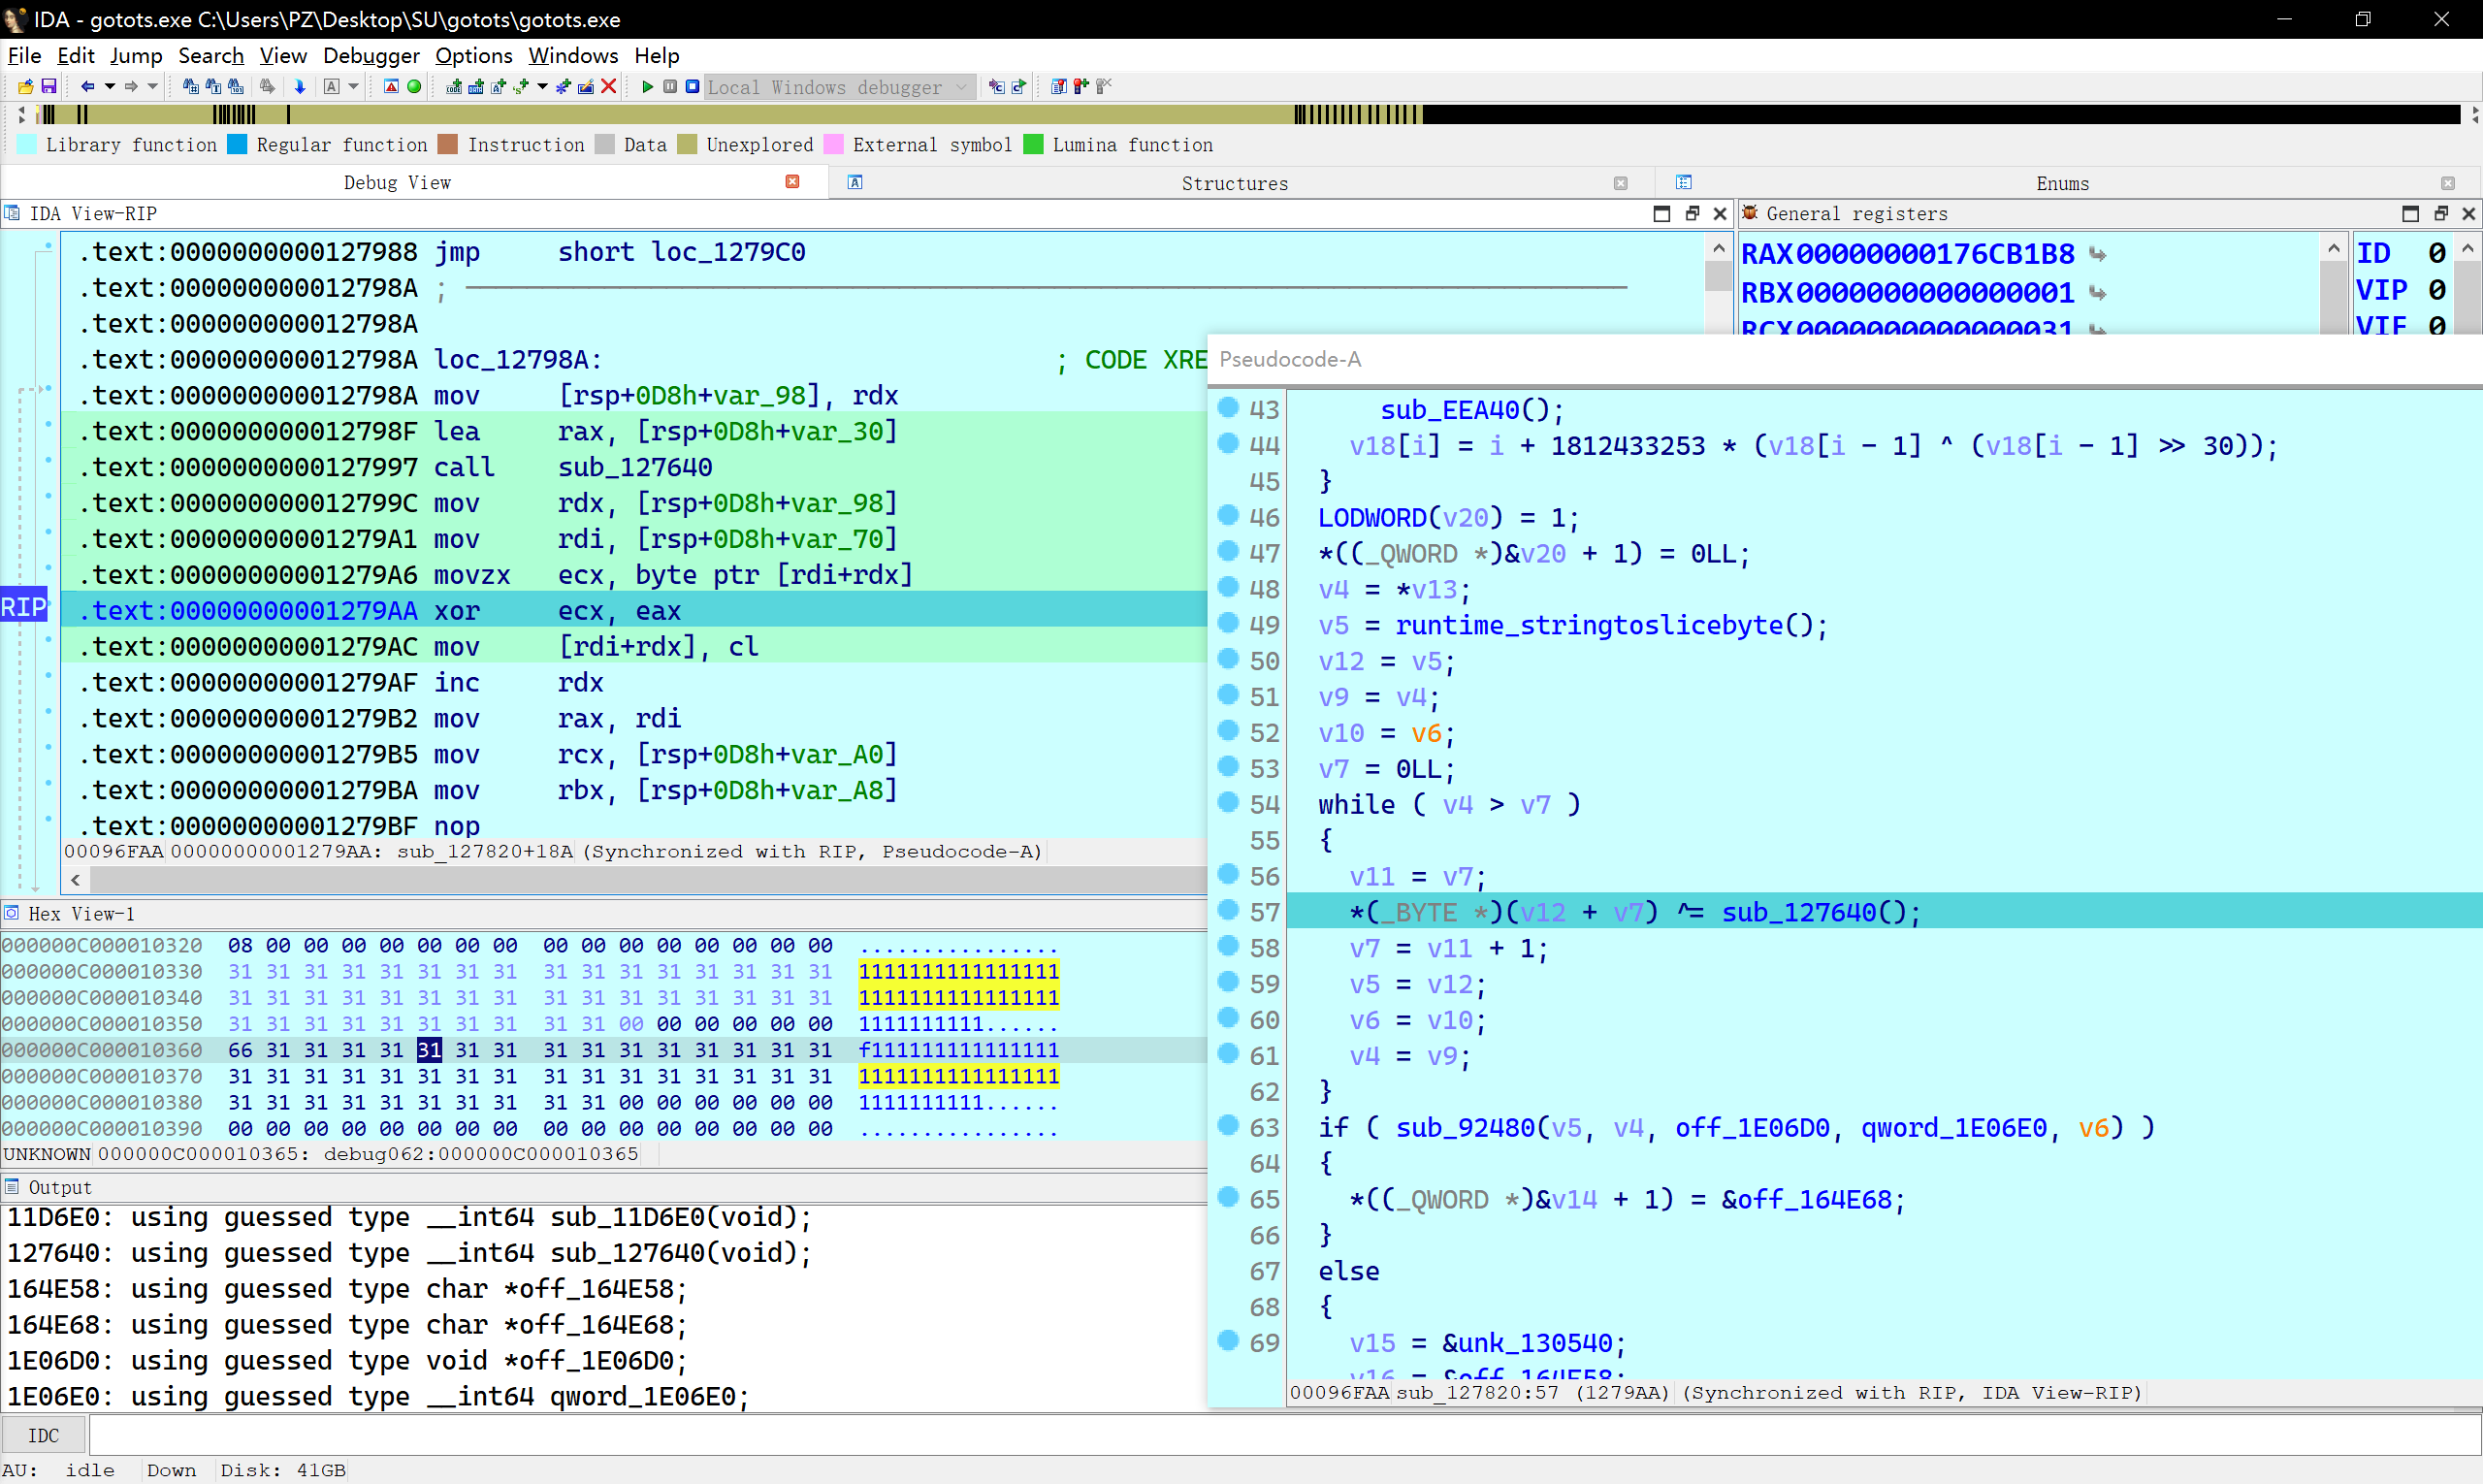 IDA - gotots.exe C:\Users\PZ\Desktop\SU\gotots\gotots.exe
File Edit Jump Search View Debugger Options Windows Help
Local Windows debugger
Library function Regular function Instruction Data Unexplored External symbol Lumina function
Debug View Structures Enums
IDA View-RIP
.text:0000000000127988 jmp short loc_1279C0
.text:000000000012798A ;
.text:000000000012798A
.text:000000000012798A loc_12798A: ; CODE XRE
.text:000000000012798A mov [rsp+0D8h+var_98], rdx
.text:000000000012798F lea rax, [rsp+0D8h+var_30]
.text:0000000000127997 call sub_127640
.text:000000000012799C mov rdx, [rsp+0D8h+var_98]
.text:00000000001279A1 mov rdi, [rsp+0D8h+var_70]
.text:00000000001279A6 movzx ecx, byte ptr [rdi+rdx]
RIP .text:00000000001279AA xor ecx, eax
.text:00000000001279AC mov [rdi+rdx], cl
.text:00000000001279AF inc rdx
.text:00000000001279B2 mov rax, rdi
.text:00000000001279B5 mov rcx, [rsp+0D8h+var_A0]
.text:00000000001279BA mov rbx, [rsp+0D8h+var_A8]
.text:00000000001279BF nop
00096FAA 00000000001279AA: sub_127820+18A (Synchronized with RIP, Pseudocode-A)
General registers
RAX 00000000176CB1B8
RBX 0000000000000001
RCX 0000000000000031
ID 0
VIP 0
VIF 0
Pseudocode-A
43 sub_EEA40();
44 v18[i] = i + 1812433253 * (v18[i - 1] ^ (v18[i - 1] >> 30));
45 }
46 LODWORD(v20) = 1;
47 *((_QWORD *)&v20 + 1) = 0LL;
48 v4 = *v13;
49 v5 = runtime_stringtoslicebyte();
50 v12 = v5;
51 v9 = v4;
52 v10 = v6;
53 v7 = 0LL;
54 while ( v4 > v7 )
55 {
56 v11 = v7;
57 *(_BYTE *)(v12 + v7) ^= sub_127640();
58 v7 = v11 + 1;
59 v5 = v12;
60 v6 = v10;
61 v4 = v9;
62 }
63 if ( sub_92480(v5, v4, off_1E06D0, qword_1E06E0, v6) )
64 {
65 *((_QWORD *)&v14 + 1) = &off_164E68;
66 }
67 else
68 {
69 v15 = &unk_130540;
v16 = &off_164E58;
00096FAA sub_127820:57 (1279AA) (Synchronized with RIP, IDA View-RIP)
Hex View-1
000000C000010320 08 00 00 00 00 00 00 00 00 00 00 00 00 00 00 00 ................
000000C000010330 31 31 31 31 31 31 31 31 31 31 31 31 31 31 31 31 1111111111111111
000000C000010340 31 31 31 31 31 31 31 31 31 31 31 31 31 31 31 31 1111111111111111
000000C000010350 31 31 31 31 31 31 31 31 31 31 00 00 00 00 00 00 1111111111......
000000C000010360 66 31 31 31 31 31 31 31 31 31 31 31 31 31 31 31 f111111111111111
000000C000010370 31 31 31 31 31 31 31 31 31 31 31 31 31 31 31 31 1111111111111111
000000C000010380 31 31 31 31 31 31 31 31 31 31 00 00 00 00 00 00 1111111111......
000000C000010390 00 00 00 00 00 00 00 00 00 00 00 00 00 00 00 00 ................
UNKNOWN 000000C000010365: debug062:000000C000010365
Output
11D6E0: using guessed type __int64 sub_11D6E0(void);
127640: using guessed type __int64 sub_127640(void);
164E58: using guessed type char *off_164E58;
164E68: using guessed type char *off_164E68;
1E06D0: using guessed type void *off_1E06D0;
1E06E0: using guessed type __int64 qword_1E06E0;
IDC
AU: idle Down Disk: 41GB